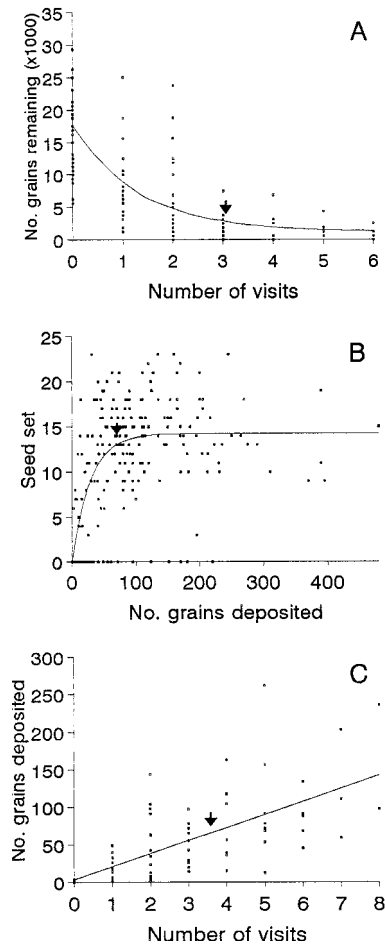 A
No. grains remaining (x1000)
35
30
25
20
15
10
5
0
0 1 2 3 4 5 6
Number of visits
B
Seed set
25
20
15
10
5
0
0 100 200 300 400
No. grains deposited
C
No. grains deposited
300
250
200
150
100
50
0
0 1 2 3 4 5 6 7 8
Number of visits